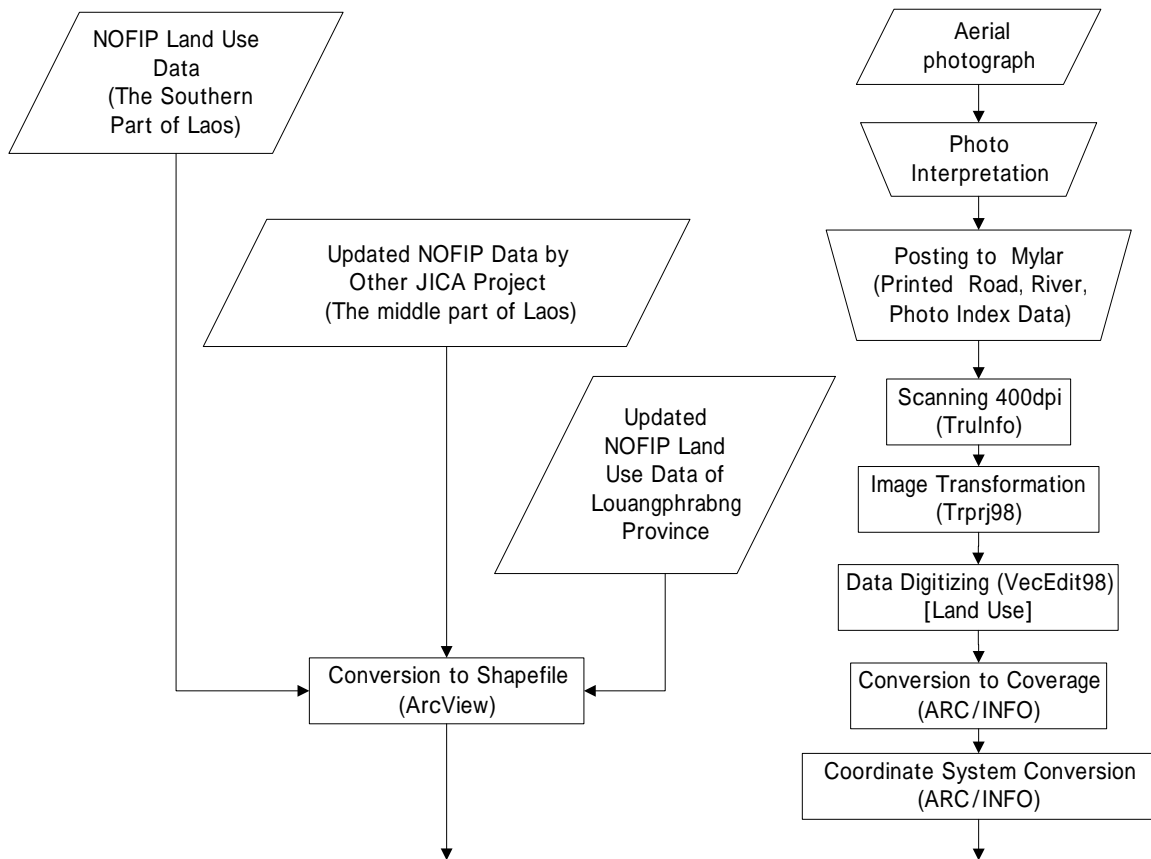 NOFIP Land Use
Data
(The Southern
Part of Laos)
Updated NOFIP Data by
Other JICA Project
(The middle part of Laos)
Updated
NOFIP Land
Use Data of
Louangphrabng
Province
Conversion to Shapefile
(ArcView)
Aerial
photograph
Photo
Interpretation
Posting to Mylar
(Printed Road, River,
Photo Index Data)
Scanning 400dpi
(TruInfo)
Image Transformation
(Trprj98)
Data Digitizing (VecEdit98)
[Land Use]
Conversion to Coverage
(ARC/INFO)
Coordinate System Conversion
(ARC/INFO)